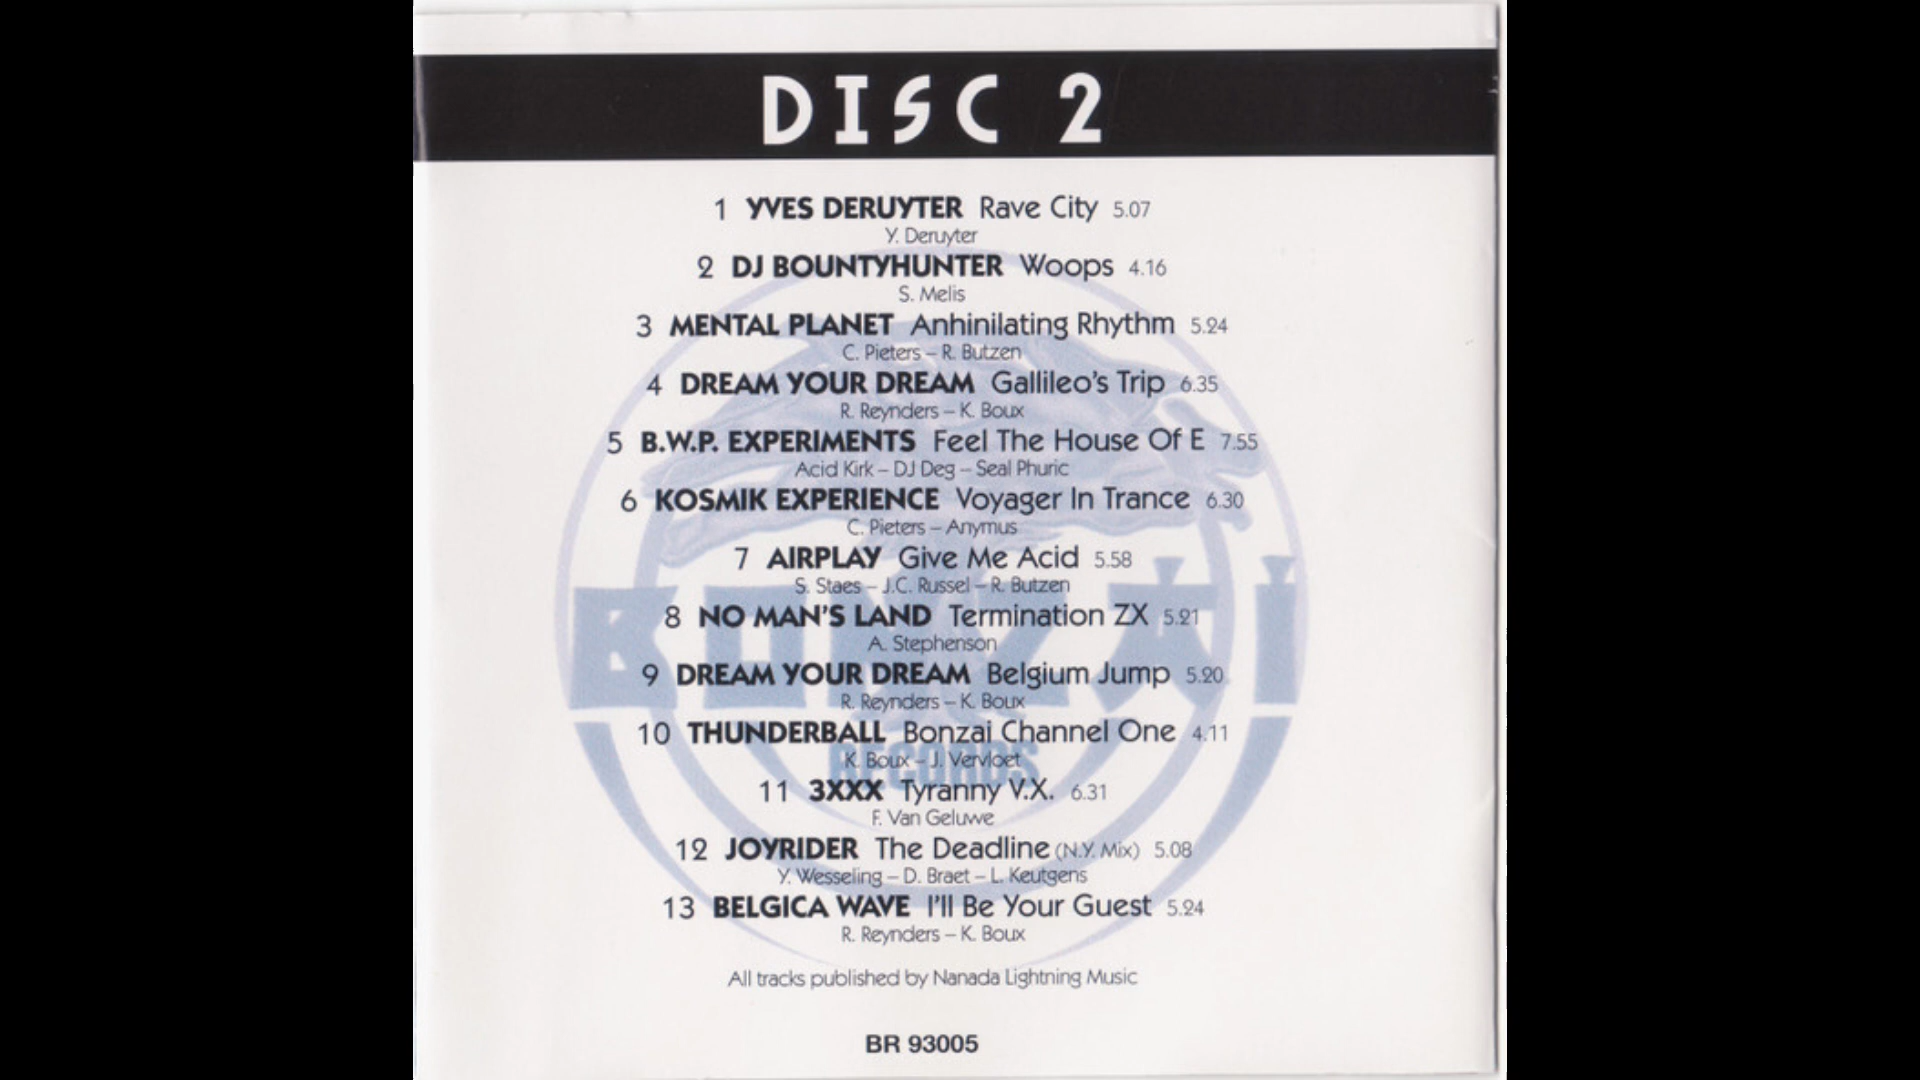 DISC 2
1 YVES DERUYTER Rave City 5.07
Y. Deruyter
2 DJ BOUNTYHUNTER Woops 4.16
S. Melis
3 MENTAL PLANET Anhinilating Rhythm 5.24
C. Pieters – R. Butzen
4 DREAM YOUR DREAM Gallileo's Trip 6.35
R. Reynders – K. Boux
5 B.W.P. EXPERIMENTS Feel The House Of E 7.55
Acid Kirk – DJ Deg – Seal Phuric
6 KOSMIK EXPERIENCE Voyager In Trance 6.30
C. Pieters – Anymus
7 AIRPLAY Give Me Acid 5.58
S. Staes – J.C. Russel – R. Butzen
8 NO MAN'S LAND Termination ZX 5.21
A. Stephenson
9 DREAM YOUR DREAM Belgium Jump 5.20
R. Reynders – K. Boux
10 THUNDERBALL Bonzai Channel One 4.11
K. Boux – J. Vervloet
11 3XXX Tyranny V.X. 6.31
F. Van Geluwe
12 JOYRIDER The Deadline (N.Y. Mix) 5.08
Y. Wesseling – D. Braet – L. Keutgens
13 BELGICA WAVE I'll Be Your Guest 5.24
R. Reynders – K. Boux
All tracks published by Nanada Lightning Music
BR 93005
BONZAI
RECORDS